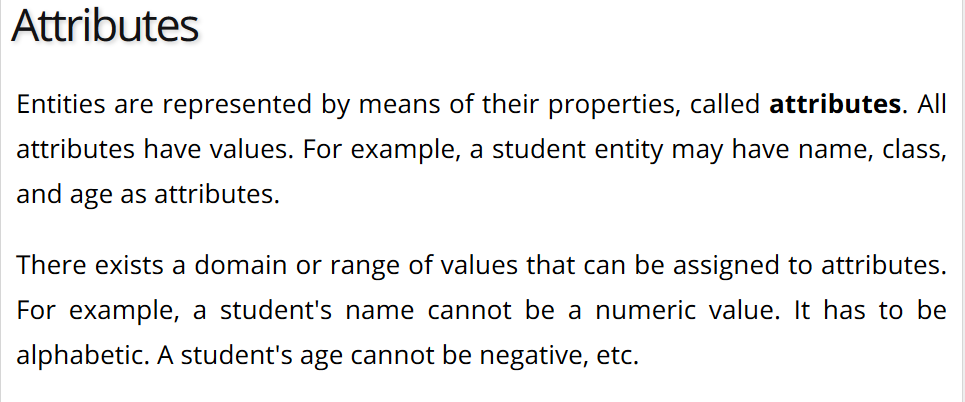 Attributes
Entities are represented by means of their properties, called attributes. All
attributes have values. For example, a student entity may have name, class,
and age as attributes.
There exists a domain or range of values that can be assigned to attributes.
For example, a student's name cannot be a numeric value. It has to be
alphabetic. A student's age cannot be negative, etc.